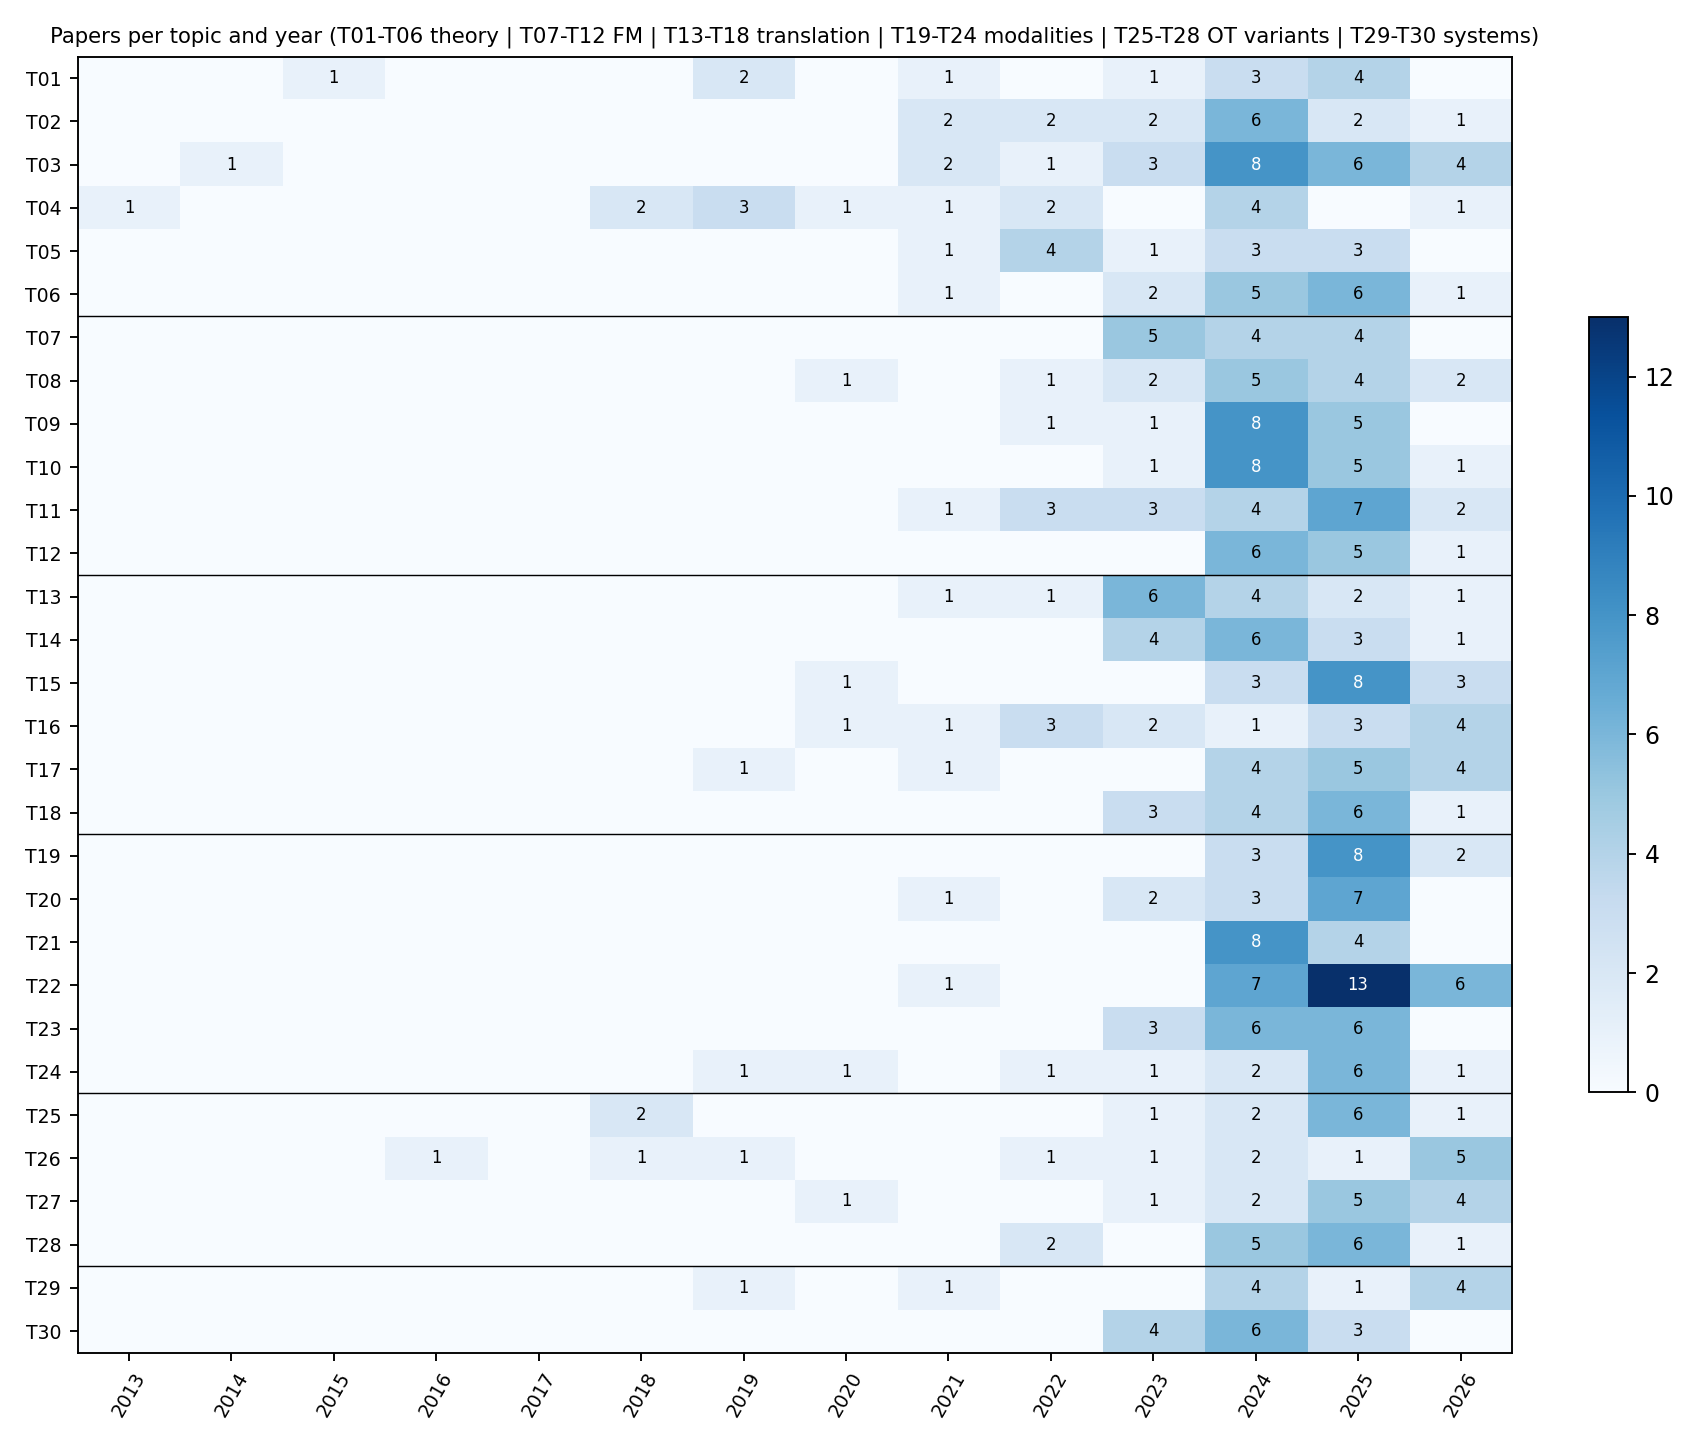 Papers per topic and year (T01-T06 theory | T07-T12 FM | T13-T18 translation | T19-T24 modalities | T25-T28 OT variants | T29-T30 systems)
T01 1 2 1 1 3 4
T02 2 2 2 6 2 1
T03 1 2 1 3 8 6 4
T04 1 2 3 1 1 2 4 1
T05 1 4 1 3 3
T06 1 2 5 6 1
T07 5 4 4
T08 1 1 2 5 4 2
T09 1 1 8 5
T10 1 8 5 1
T11 1 3 3 4 7 2
T12 6 5 1
T13 1 1 6 4 2 1
T14 4 6 3 1
T15 1 3 8 3
T16 1 1 3 2 1 3 4
T17 1 1 4 5 4
T18 3 4 6 1
T19 3 8 2
T20 1 2 3 7
T21 8 4
T22 1 7 13 6
T23 3 6 6
T24 1 1 1 1 2 6 1
T25 2 1 2 6 1
T26 1 1 1 1 1 2 1 5
T27 1 1 2 5 4
T28 2 5 6 1
T29 1 1 4 1 4
T30 4 6 3
2013 2014 2015 2016 2017 2018 2019 2020 2021 2022 2023 2024 2025 2026
12
10
8
6
4
2
0